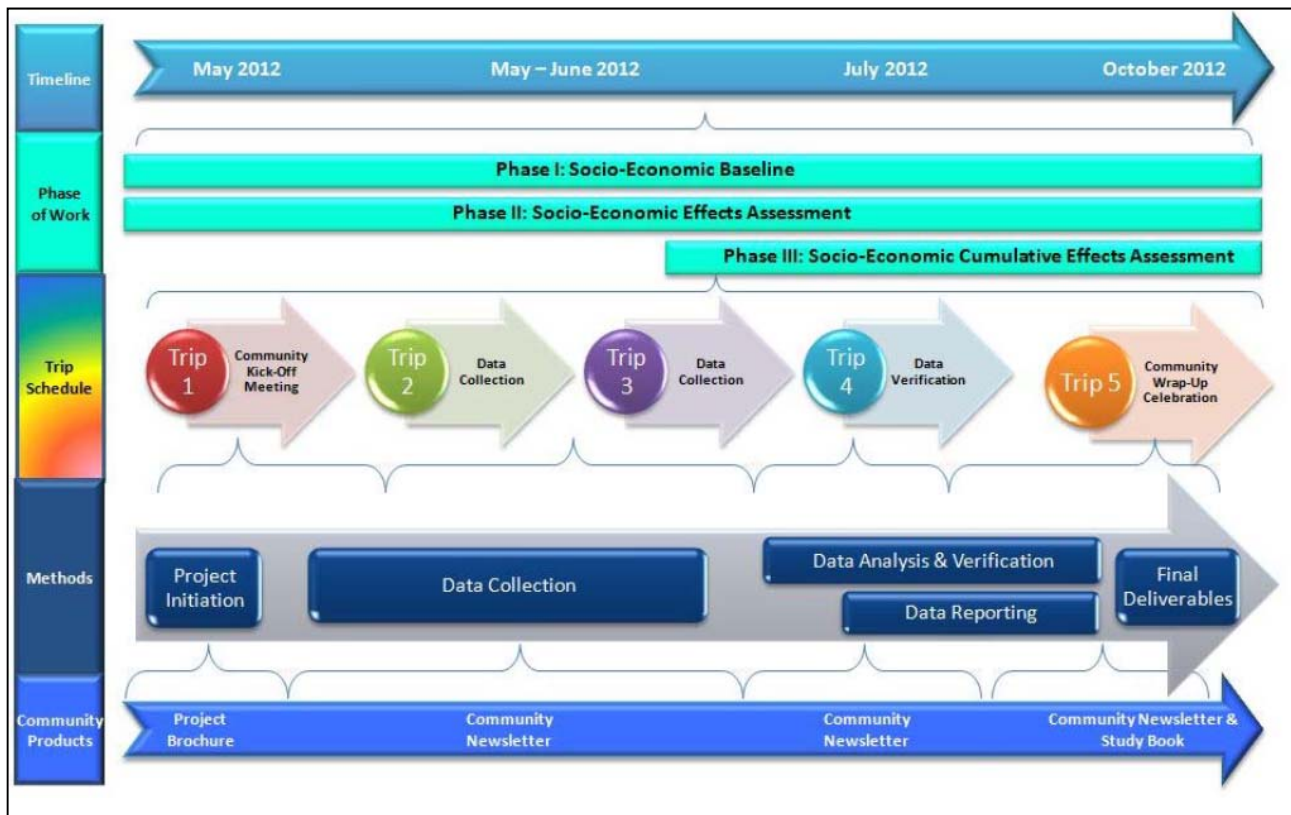 Timeline
May 2012
May – June 2012
July 2012
October 2012
Phase
of Work
Phase I: Socio-Economic Baseline
Phase II: Socio-Economic Effects Assessment
Phase III: Socio-Economic Cumulative Effects Assessment
Trip
Schedule
Trip
1
Community
Kick-Off
Meeting
Trip
2
Data
Collection
Trip
3
Data
Collection
Trip
4
Data
Verification
Trip 5
Community
Wrap-Up
Celebration
Methods
Project
Initiation
Data Collection
Data Analysis & Verification
Data Reporting
Final
Deliverables
Community
Products
Project
Brochure
Community
Newsletter
Community
Newsletter
Community Newsletter &
Study Book